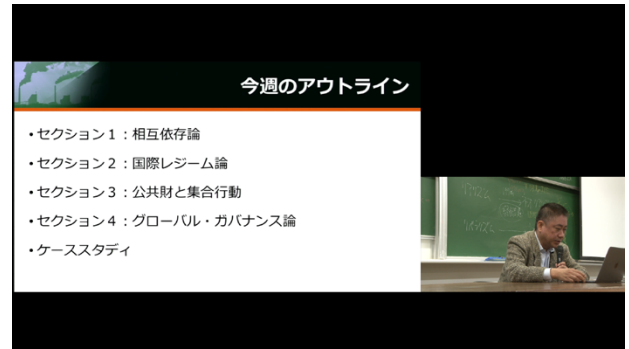 今週のアウトライン
・セクション１：相互依存論
・セクション２：国際レジーム論
・セクション３：公共財と集合行動
・セクション４：グローバル・ガバナンス論
・ケーススタディ